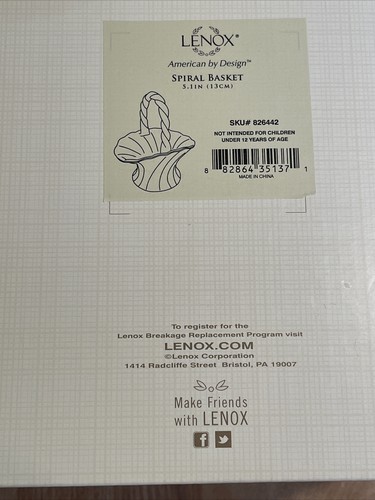 LENOX®
American by Design™
SPIRAL BASKET
5.1IN (13CM)
SKU# 826442
NOT INTENDED FOR CHILDREN
UNDER 12 YEARS OF AGE
8 82864 35137 1
MADE IN CHINA
To register for the
Lenox Breakage Replacement Program visit
LENOX.COM
©Lenox Corporation
1414 Radcliffe Street Bristol, PA 19007
Make Friends
with LENOX